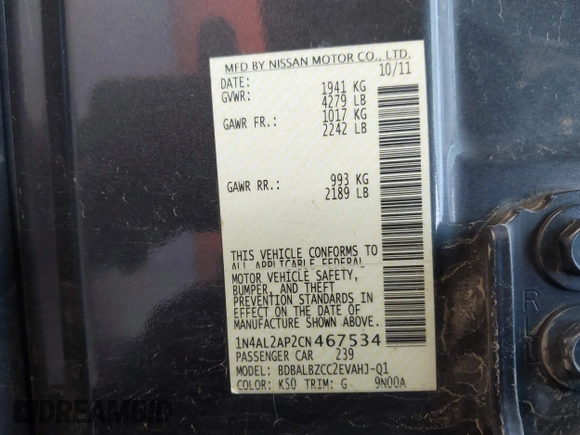 MFD BY NISSAN MOTOR CO., LTD.
DATE: 10/11
GVWR: 1941 KG
4279 LB
GAWR FR.: 1017 KG
2242 LB
GAWR RR.: 993 KG
2189 LB
THIS VEHICLE CONFORMS TO
ALL APPLICABLE FEDERAL
MOTOR VEHICLE SAFETY,
BUMPER, AND THEFT
PREVENTION STANDARDS IN
EFFECT ON THE DATE OF
MANUFACTURE SHOWN ABOVE.
1N4AL2AP2CN467534
PASSENGER CAR 239
MODEL: BDBALBZCC2EVAHJ-Q1
COLOR: K50 TRIM: G 9N00A
DREAMBID